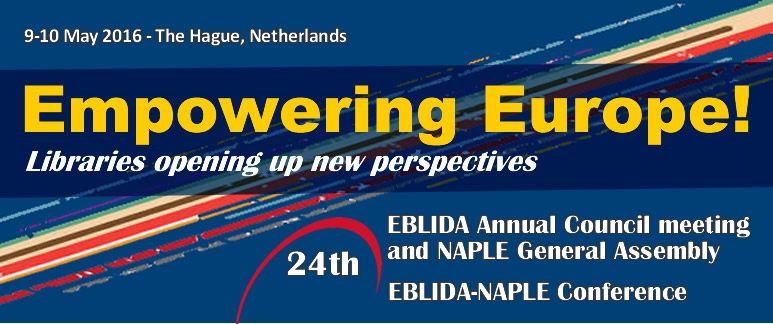 9-10 May 2016 - The Hague, Netherlands
Empowering Europe!
Libraries opening up new perspectives
24th
EBLIDA Annual Council meeting
and NAPLE General Assembly
EBLIDA-NAPLE Conference